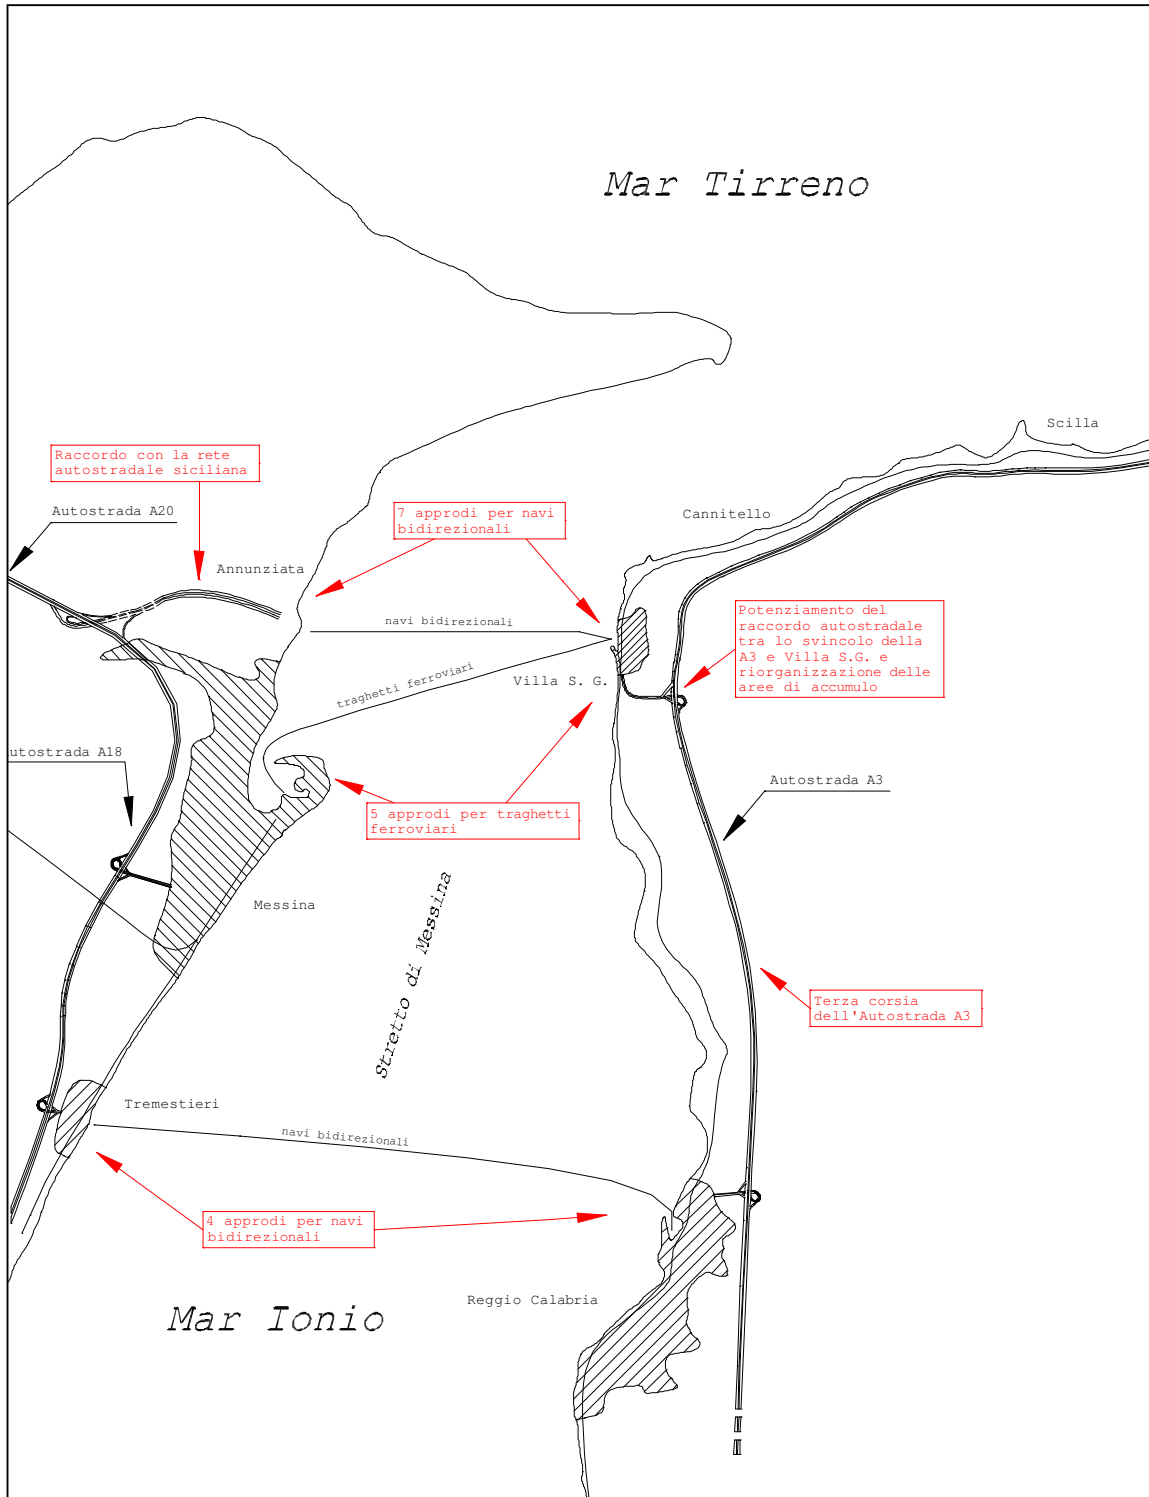 Mar Tirreno
Scilla
Raccordo con la rete
autostradale siciliana
Autostrada A20
7 approdi per navi
bidirezionali
Cannitello
Annunziata
navi bidirezionali
Potenziamento del
raccordo autostradale
tra lo svincolo della
A3 e Villa S.G. e
riorganizzazione delle
aree di accumulo
traghetti ferroviari
Villa S. G.
utostrada A18
Autostrada A3
5 approdi per traghetti
ferroviari
Messina
Stretto di Messina
Terza corsia
dell'Autostrada A3
Tremestieri
navi bidirezionali
4 approdi per navi
bidirezionali
Reggio Calabria
Mar Ionio